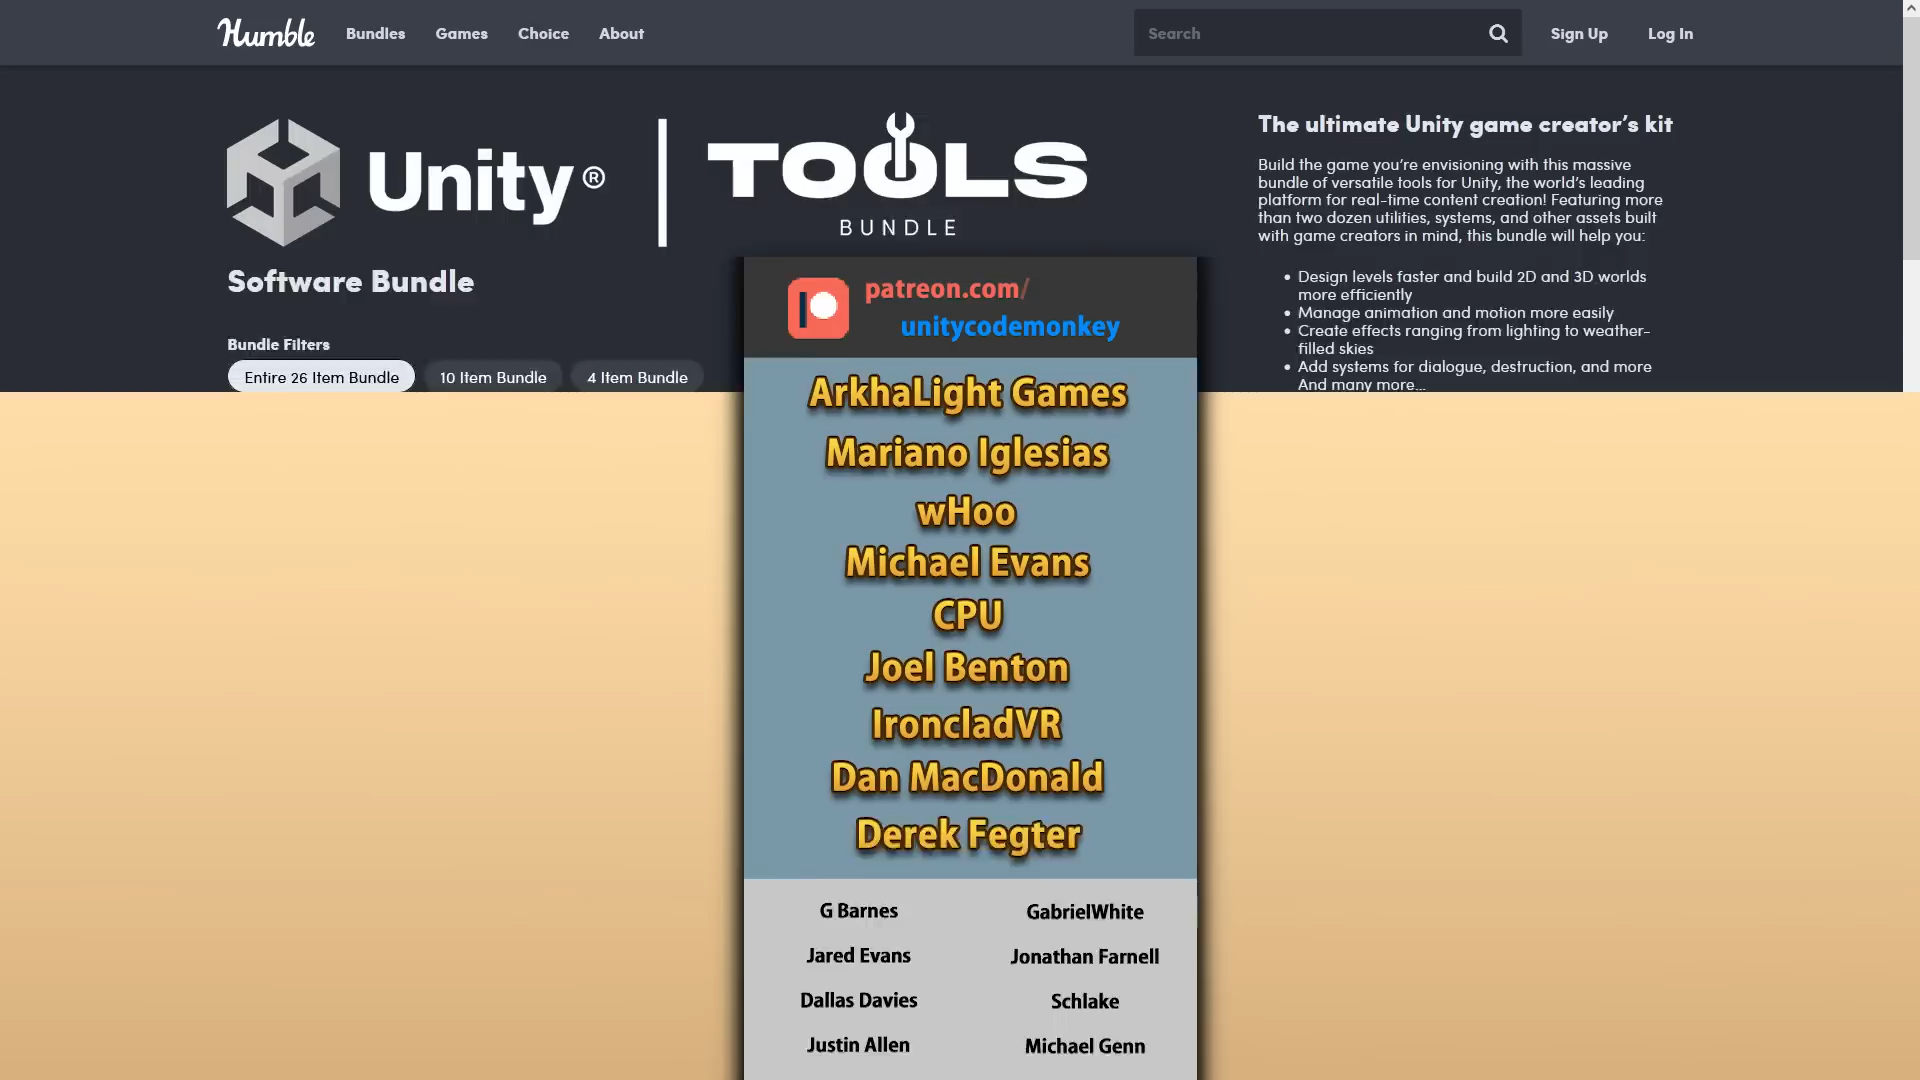 Humble
Bundles
Games
Choice
About
Search
Sign Up
Log In
Unity®
TOOLS
BUNDLE
Software Bundle
Bundle Filters
Entire 26 Item Bundle
10 Item Bundle
4 Item Bundle
The ultimate Unity game creator’s kit
Build the game you’re envisioning with this massive
bundle of versatile tools for Unity, the world’s leading
platform for real-time content creation! Featuring more
than two dozen utilities, systems, and other assets built
with game creators in mind, this bundle will help you:
• Design levels faster and build 2D and 3D worlds
more efficiently
• Manage animation and motion more easily
• Create effects ranging from lighting to weather-
filled skies
• Add systems for dialogue, destruction, and more
And many more...
patreon.com/
unitycodemonkey
ArkhaLight Games
Mariano Iglesias
wHoo
Michael Evans
CPU
Joel Benton
IroncladVR
Dan MacDonald
Derek Fegter
G Barnes
GabrielWhite
Jared Evans
Jonathan Farnell
Dallas Davies
Schlake
Justin Allen
Michael Genn